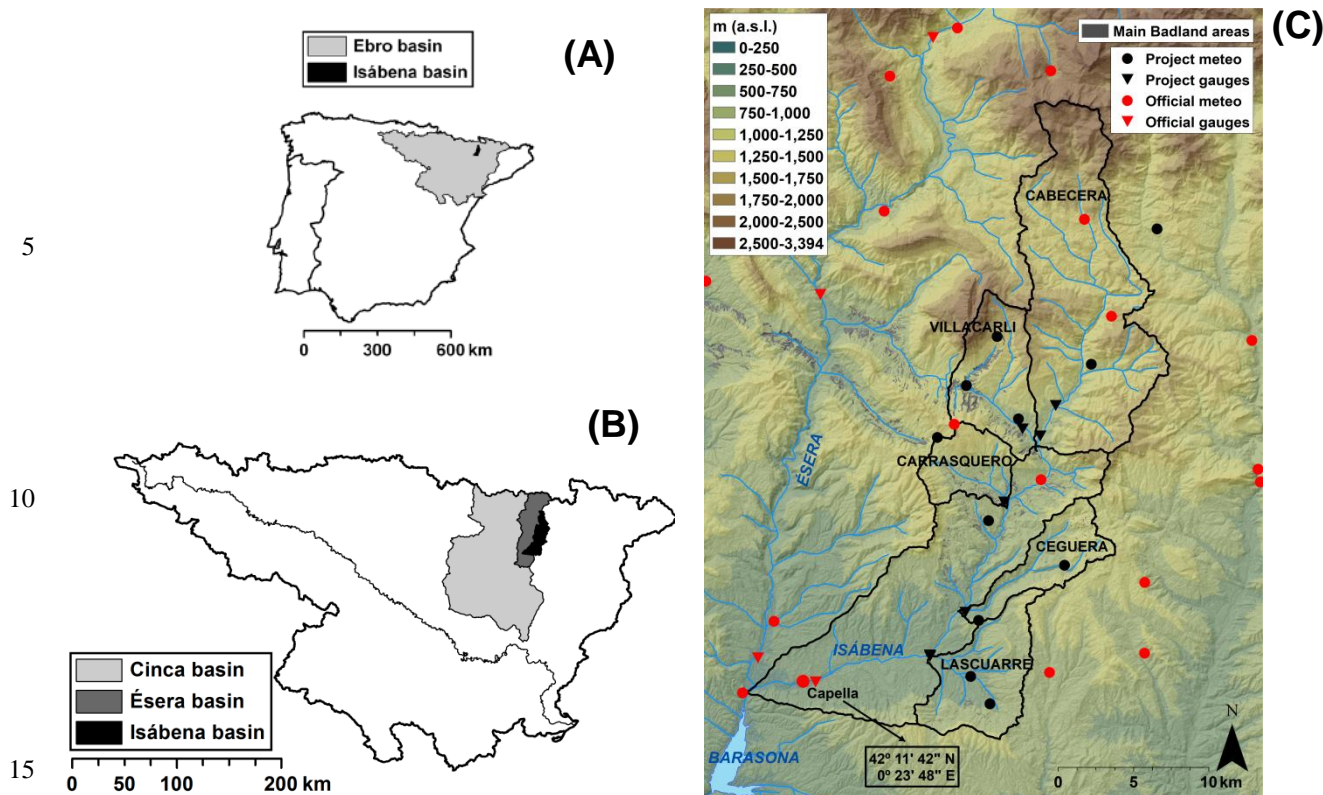 Ebro basin
Isábena basin
(A)
5
0 300 600 km
(B)
10
Cinca basin
Ésera basin
Isábena basin
15
0 50 100 200 km
(C)
m (a.s.l.)
0-250
250-500
500-750
750-1,000
1,000-1,250
1,250-1,500
1,500-1,750
1,750-2,000
2,000-2,500
2,500-3,394
Main Badland areas
Project meteo
Project gauges
Official meteo
Official gauges
CABECERA
VILLACARLI
ÉSERA
CARRASQUERO
CEGUERA
ISÁBENA
LASCUARRE
Capella
BARASONA
42º 11' 42" N
0º 23' 48" E
N
0 5 10 km